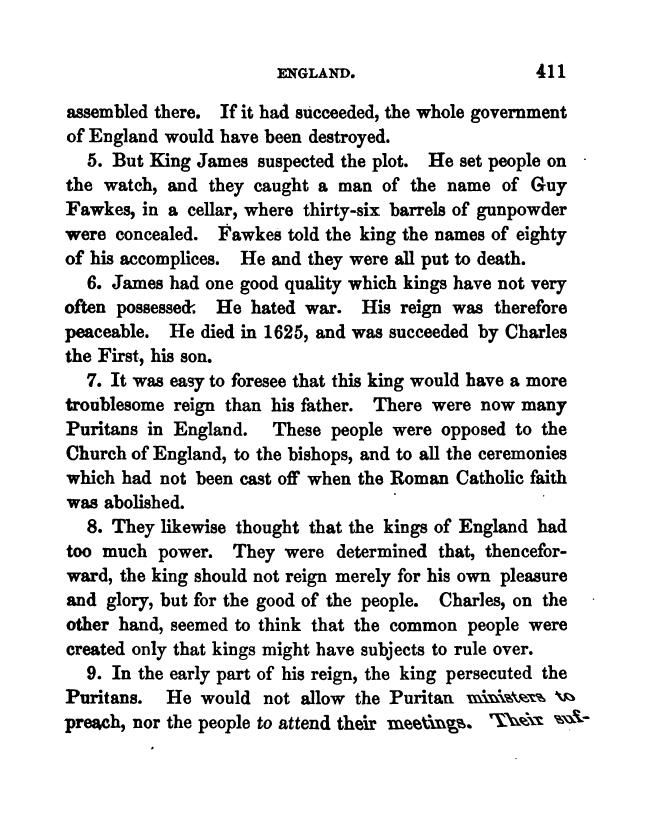 ENGLAND. 411
assembled there. If it had succeeded, the whole government
of England would have been destroyed.
5. But King James suspected the plot. He set people on
the watch, and they caught a man of the name of Guy
Fawkes, in a cellar, where thirty-six barrels of gunpowder
were concealed. Fawkes told the king the names of eighty
of his accomplices. He and they were all put to death.
6. James had one good quality which kings have not very
often possessed. He hated war. His reign was therefore
peaceable. He died in 1625, and was succeeded by Charles
the First, his son.
7. It was easy to foresee that this king would have a more
troublesome reign than his father. There were now many
Puritans in England. These people were opposed to the
Church of England, to the bishops, and to all the ceremonies
which had not been cast off when the Roman Catholic faith
was abolished.
8. They likewise thought that the kings of England had
too much power. They were determined that, thencefor-
ward, the king should not reign merely for his own pleasure
and glory, but for the good of the people. Charles, on the
other hand, seemed to think that the common people were
created only that kings might have subjects to rule over.
9. In the early part of his reign, the king persecuted the
Puritans. He would not allow the Puritan ministers to
preach, nor the people to attend their meetings. Their suf-